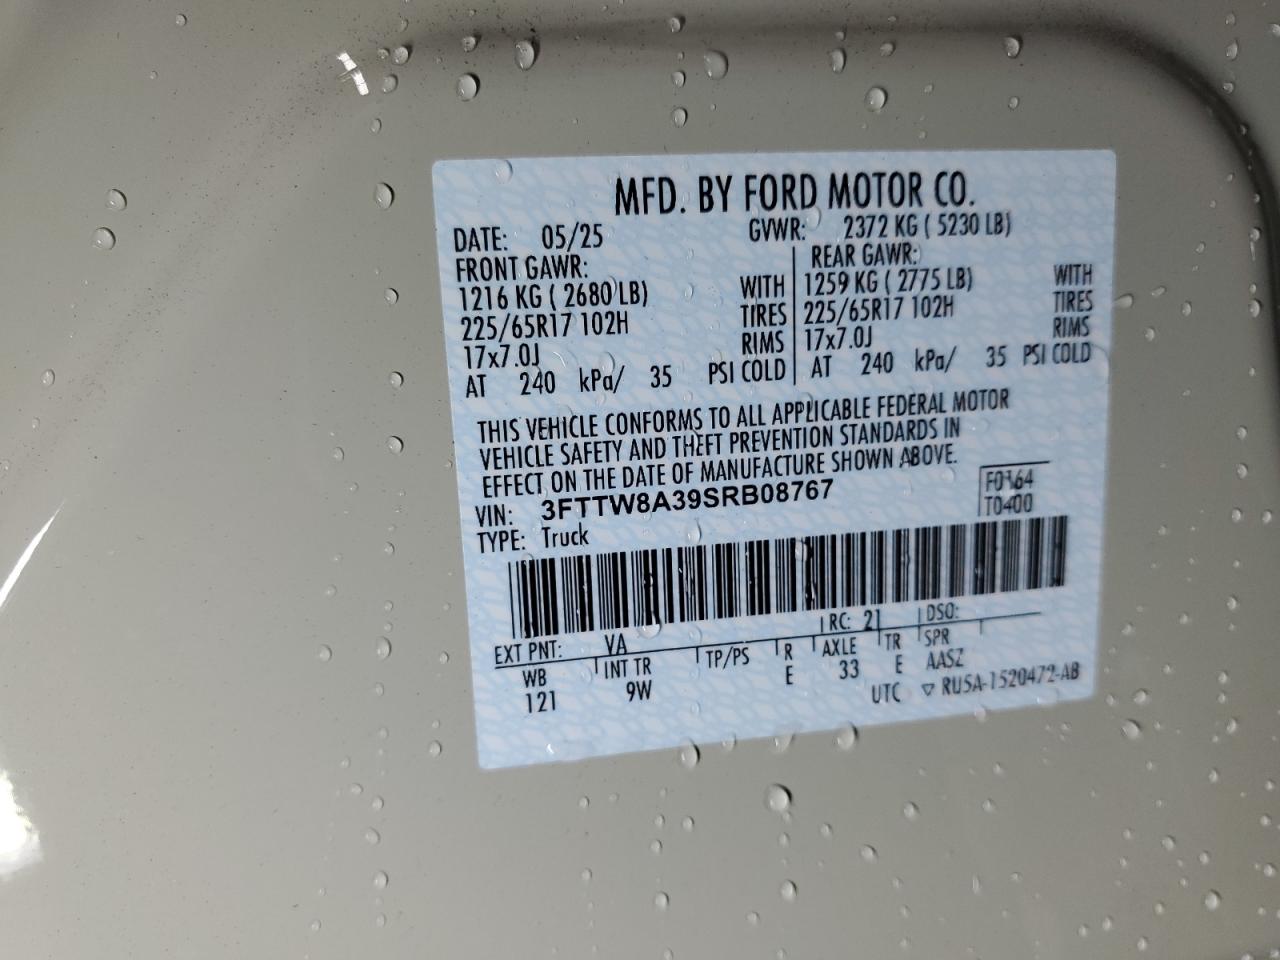 MFD. BY FORD MOTOR CO.
DATE: 05/25 GVWR: 2372 KG ( 5230 LB)
FRONT GAWR: REAR GAWR:
1216 KG ( 2680 LB) WITH 1259 KG ( 2775 LB) WITH
225/65R17 102H TIRES 225/65R17 102H TIRES
17x7.0J RIMS 17x7.0J RIMS
AT 240 kPa/ 35 PSI COLD AT 240 kPa/ 35 PSI COLD
THIS VEHICLE CONFORMS TO ALL APPLICABLE FEDERAL MOTOR
VEHICLE SAFETY AND THEFT PREVENTION STANDARDS IN
EFFECT ON THE DATE OF MANUFACTURE SHOWN ABOVE.
VIN: 3FTTW8A39SRB08767 F0164
TYPE: Truck T0400
EXT PNT: VA RC: 21 DSO:
WB INT TR TP/PS R AXLE TR SPR
121 9W E 33 E AASZ
UTC ▽ RU5A-1520472-AB